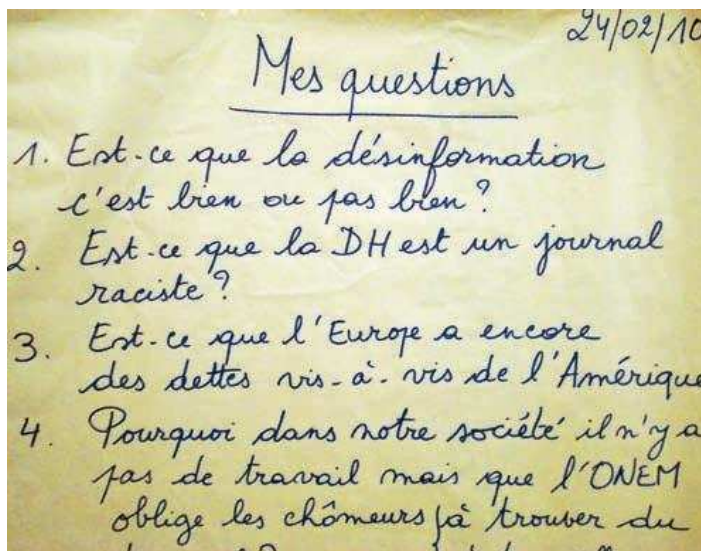 24/02/10
Mes questions
1. Est-ce que la désinformation
c'est bien ou pas bien ?
2. Est-ce que la DH est un journal
raciste ?
3. Est-ce que l'Europe a encore
des dettes vis-à-vis de l'Amérique
4. Pourquoi dans notre société il n'y a
pas de travail mais que l'ONEM
oblige les chômeurs à trouver du